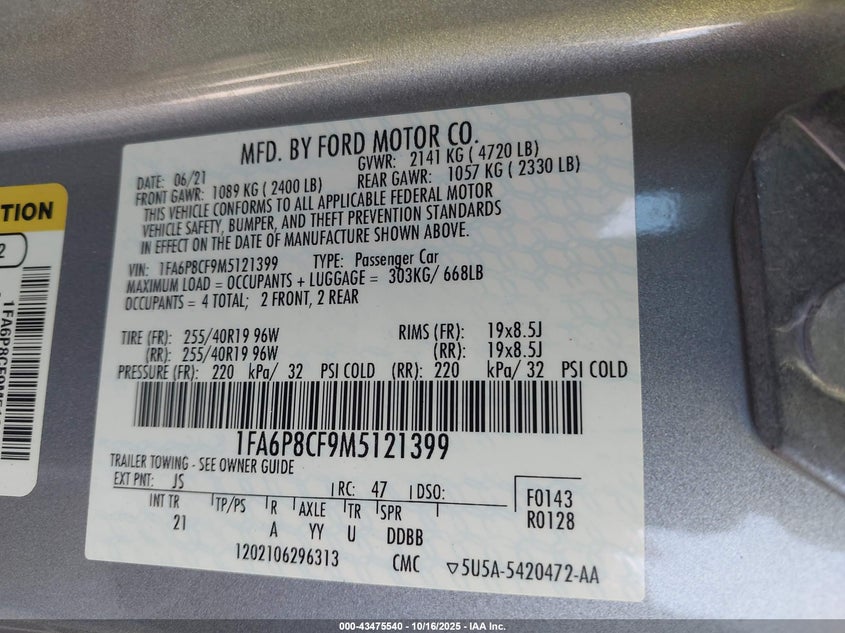 MFD. BY FORD MOTOR CO.
DATE: 06/21 GVWR: 2141 KG ( 4720 LB)
FRONT GAWR: 1089 KG ( 2400 LB) REAR GAWR: 1057 KG ( 2330 LB)
THIS VEHICLE CONFORMS TO ALL APPLICABLE FEDERAL MOTOR
VEHICLE SAFETY, BUMPER, AND THEFT PREVENTION STANDARDS
IN EFFECT ON THE DATE OF MANUFACTURE SHOWN ABOVE.
VIN: 1FA6P8CF9M5121399 TYPE: Passenger Car
MAXIMUM LOAD = OCCUPANTS + LUGGAGE = 303KG/ 668LB
OCCUPANTS = 4 TOTAL; 2 FRONT, 2 REAR
TIRE (FR): 255/40R19 96W RIMS (FR): 19x8.5J
(RR): 255/40R19 96W (RR): 19x8.5J
PRESSURE (FR): 220 kPa/ 32 PSI COLD (RR): 220 kPa/ 32 PSI COLD
1FA6P8CF9M5121399
TRAILER TOWING - SEE OWNER GUIDE
EXT PNT: JS RC: 47 DSO:
F0143
R0128
INT TR TP/PS R AXLE TR SPR
21 A YY U DDBB
1202106296313 CMC 5U5A-5420472-AA
2
000-43475540 | 10/16/2025 | IAA Inc.